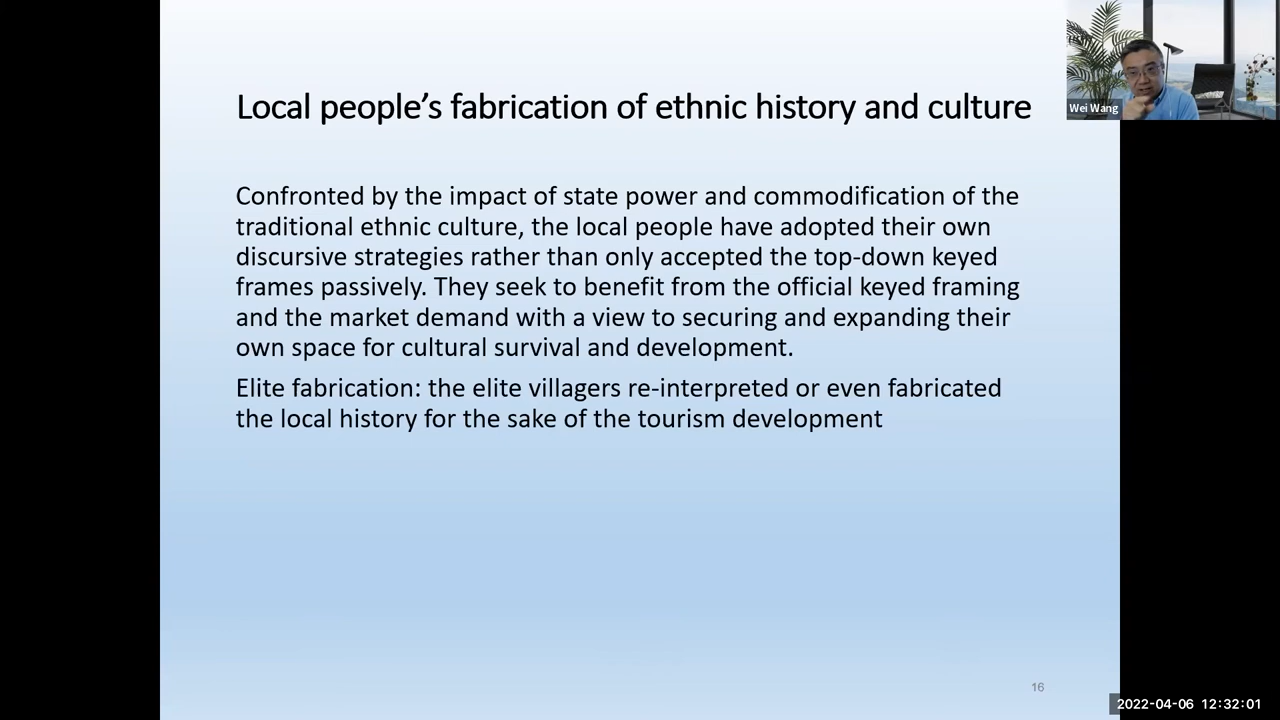 Local people’s fabrication of ethnic history and culture
Wei Wang
Confronted by the impact of state power and commodification of the
traditional ethnic culture, the local people have adopted their own
discursive strategies rather than only accepted the top-down keyed
frames passively. They seek to benefit from the official keyed framing
and the market demand with a view to securing and expanding their
own space for cultural survival and development.
Elite fabrication: the elite villagers re-interpreted or even fabricated
the local history for the sake of the tourism development
16
2022-04-06 12:32:01